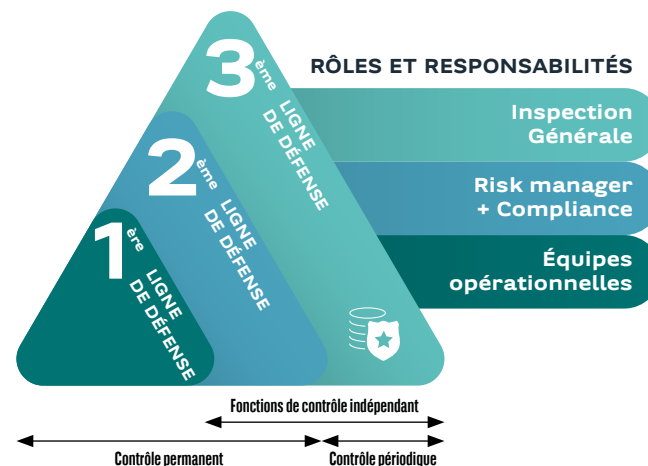 RÔLES ET RESPONSABILITÉS
3ème LIGNE
DE DÉFENSE
Inspection
Générale
2ème LIGNE
DE DÉFENSE
Risk manager
+ Compliance
1ère LIGNE
DE DÉFENSE
Équipes
opérationnelles
Fonctions de contrôle indépendant
Contrôle permanent
Contrôle périodique